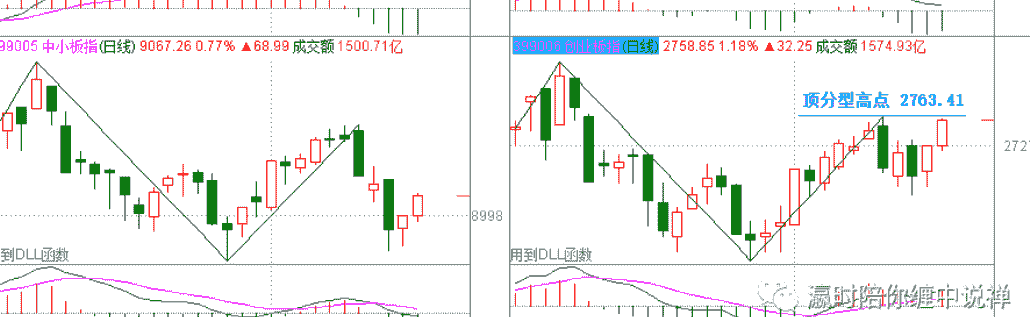 99005 中小板指(日线) 9067.26 0.77% ▲68.99 成交额 1500.71亿
(日线) 2758.85 1.18% ▲32.25 成交额 1574.93亿
顶分型高点 2763.41
272
8998
到DLL函数
用到DLL函数
瀛时陪你缠中说禅